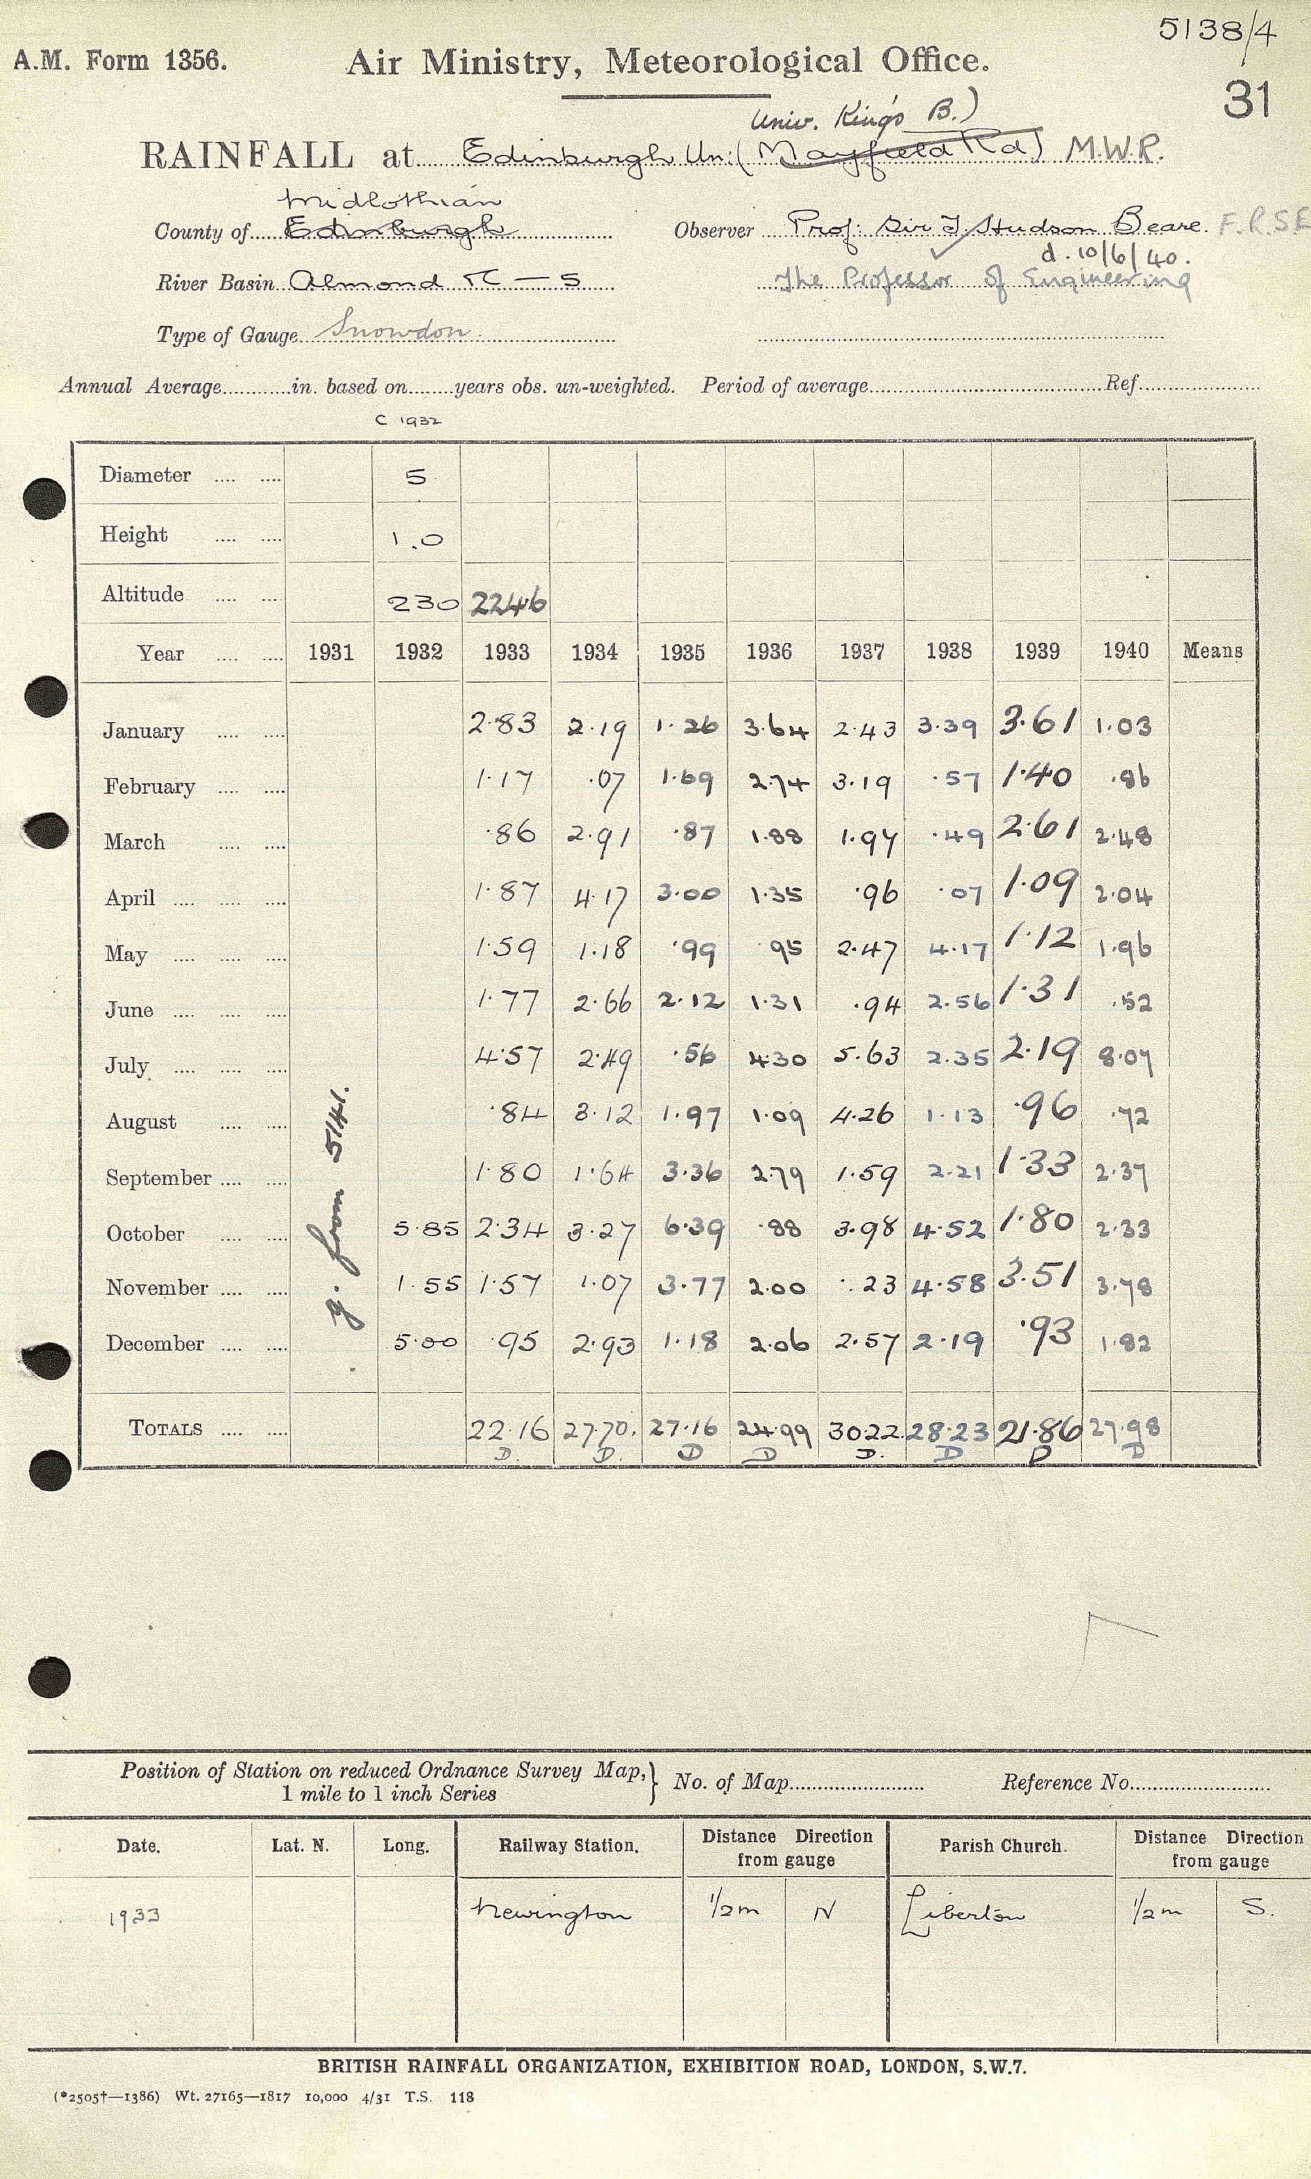 5138/4
A.M. Form 1356. Air Ministry, Meteorological Office.
31
Univ. King's B.)
RAINFALL at Edinburgh Un: (Mayfield Rd) M.W.R.
Midlothian
County of Edinburgh Observer Prof. Sir T. Hudson Beare. F.R.S.E
d. 10/6/40.
River Basin Almond &c — 5 The Professor of Engineering
Type of Gauge Snowdon
Annual Average in. based on years obs. un-weighted. Period of average Ref.
C 1932
Diameter 5
Height 1.0
Altitude 230 224.6
Year 1931 1932 1933 1934 1935 1936 1937 1938 1939 1940 Means
January 2.83 2.19 1.26 3.64 2.43 3.39 3.61 1.03
February 1.17 .07 1.69 2.74 3.19 .57 1.40 .86
March .86 2.91 .87 1.88 1.97 .49 2.61 2.48
April 1.87 4.17 3.00 1.35 .96 .07 1.09 2.04
May 1.59 1.18 .99 .95 2.47 4.17 1.12 1.96
June 1.77 2.66 2.12 1.31 .94 2.56 1.31 .52
July 4.57 2.49 .56 4.30 5.63 2.35 2.19 8.07
August .84 3.12 1.97 1.09 4.26 1.13 .96 .72
September 1.80 1.64 3.36 2.79 1.59 2.21 1.33 2.37
October 5.85 2.34 3.27 6.39 .88 3.98 4.52 1.80 2.33
November 1.55 1.57 1.07 3.77 2.00 .23 4.58 3.51 3.78
December 5.00 .95 2.93 1.18 2.06 2.57 2.19 .93 1.82
g. from 5141.
TOTALS 22.16 27.70. 27.16 24.99 30.22. 28.23 21.86 27.98
D. D. D D D. D D D
Position of Station on reduced Ordnance Survey Map, } No. of Map Reference No.
1 mile to 1 inch Series
Date. Lat. N. Long. Railway Station. Distance Direction Parish Church. Distance Direction
from gauge from gauge
1933 Newington 1/2m N Liberton 1/2m S.
BRITISH RAINFALL ORGANIZATION, EXHIBITION ROAD, LONDON, S.W.7.
(*2505†—1386) Wt. 27165—1817 10,000 4/31 T.S. 118